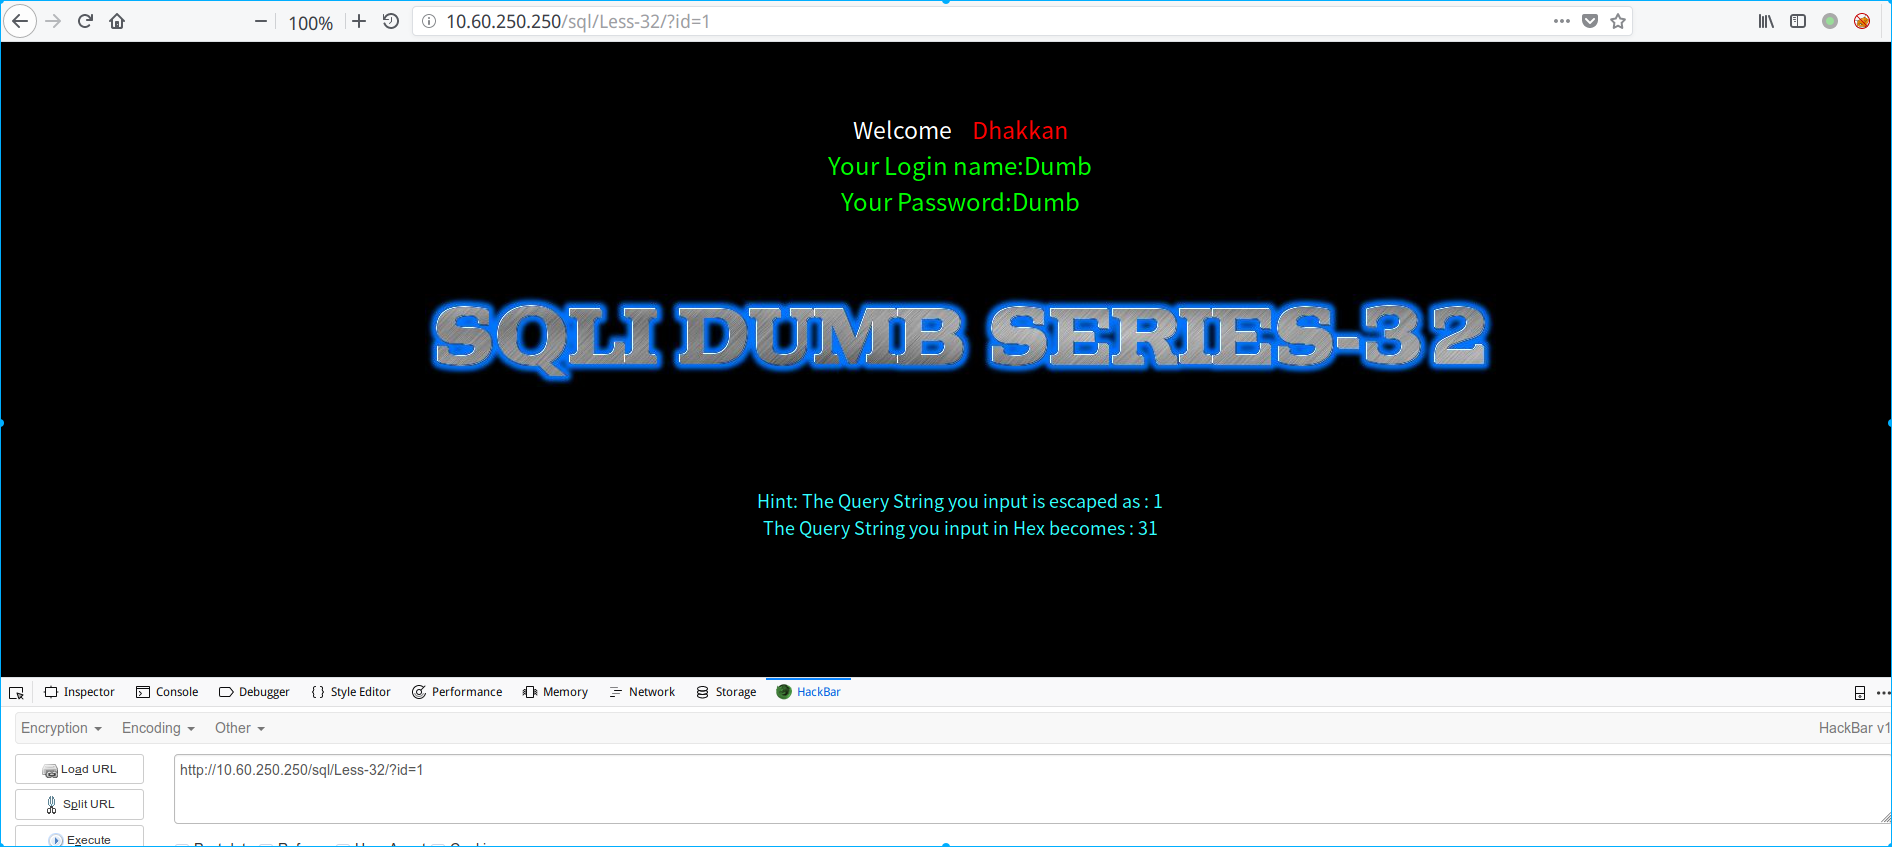 100%
10.60.250.250/sql/Less-32/?id=1
Welcome Dhakkan
Your Login name:Dumb
Your Password:Dumb
SQLI DUMB SERIES-32
Hint: The Query String you input is escaped as : 1
The Query String you input in Hex becomes : 31
Inspector Console Debugger Style Editor Performance Memory Network Storage HackBar
Encryption Encoding Other HackBar v1
Load URL
http://10.60.250.250/sql/Less-32/?id=1
Split URL
Execute